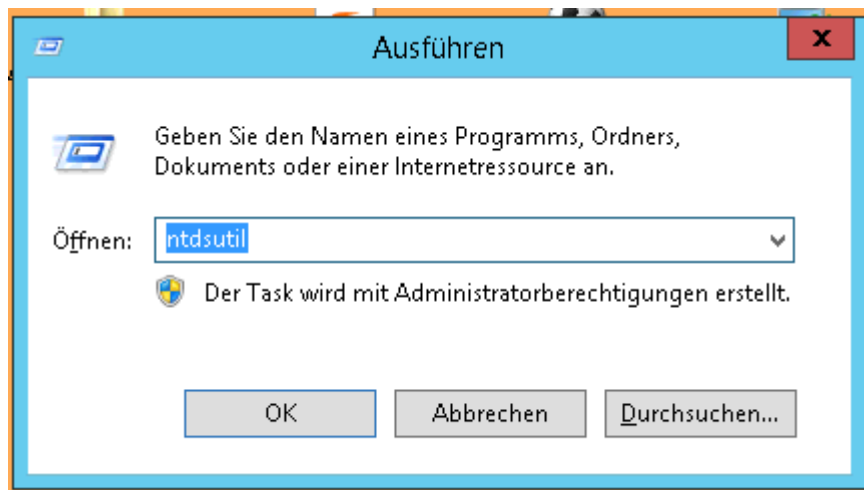 Ausführen
Geben Sie den Namen eines Programms, Ordners,
Dokuments oder einer Internetressource an.
Öffnen:
ntdsutil
Der Task wird mit Administratorberechtigungen erstellt.
OK
Abbrechen
Durchsuchen...